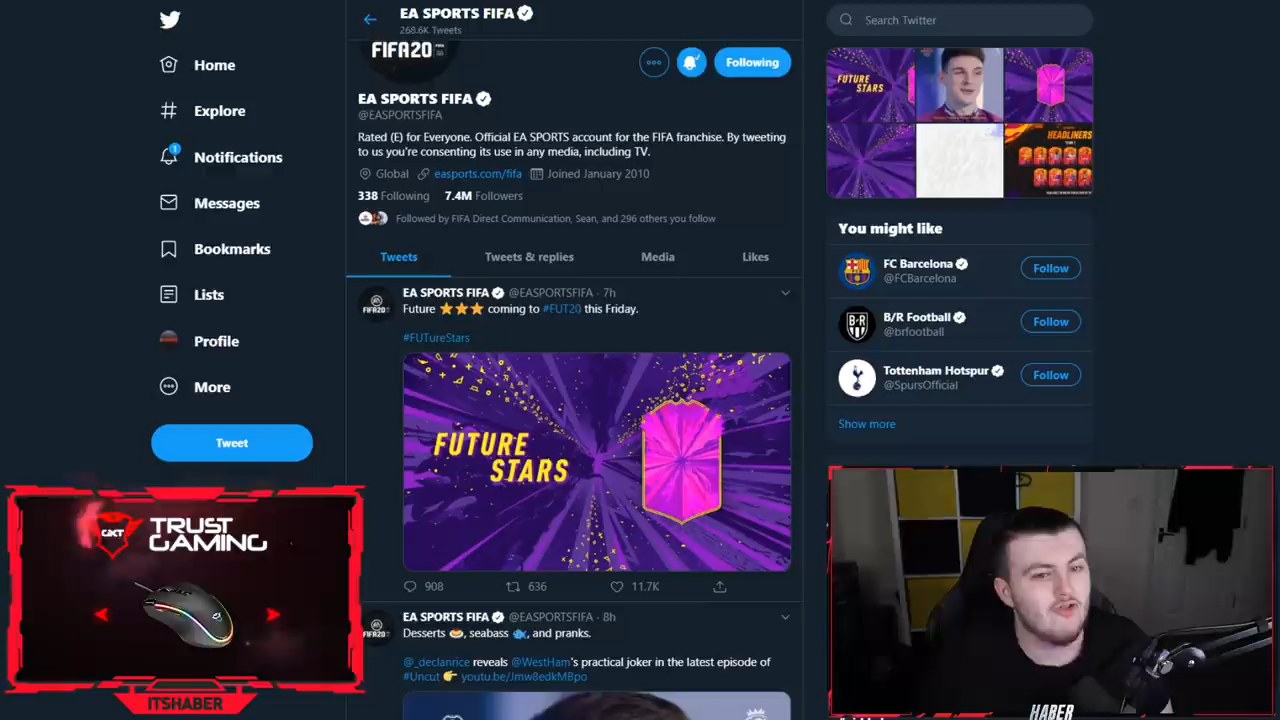 EA SPORTS FIFA
268.6K Tweets
Search Twitter
FIFA20
Following
EA SPORTS FIFA
@EASPORTSFIFA
Rated (E) for Everyone. Official EA SPORTS account for the FIFA franchise. By tweeting
to us you're consenting its use in any media, including TV.
Global easports.com/fifa Joined January 2010
338 Following 7.4M Followers
Followed by FIFA Direct Communication, Sean, and 296 others you follow
Tweets Tweets & replies Media Likes
Home
Explore
1
Notifications
Messages
Bookmarks
Lists
Profile
More
Tweet
EA SPORTS FIFA @EASPORTSFIFA · 7h
FIFA20
Future ⭐⭐⭐ coming to #FUT20 this Friday.
#FUTureStars
FUTURE
STARS
908 636 11.7K
EA SPORTS FIFA @EASPORTSFIFA · 8h
FIFA20
Desserts 🍮, seabass 🐟, and pranks.
@_declanrice reveals @WestHam's practical joker in the latest episode of
#Uncut 👉 youtu.be/Jmw8edkMBpo
FUTURE
STARS
HEADLINERS
You might like
FC Barcelona
@FCBarcelona
Follow
B/R Football
@brfootball
Follow
Tottenham Hotspur
@SpursOfficial
Follow
Show more
GXT
TRUST
GAMING
ITSHABER
HABER